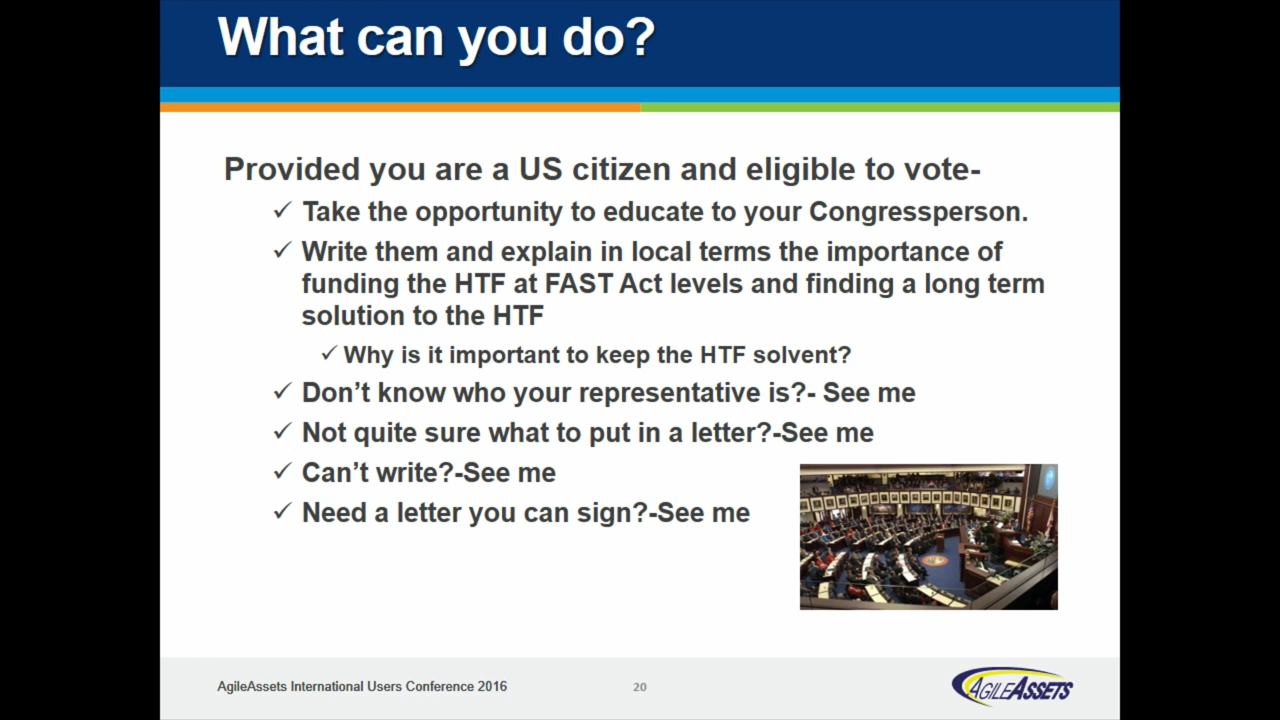 What can you do?
Provided you are a US citizen and eligible to vote-
✓ Take the opportunity to educate to your Congressperson.
✓ Write them and explain in local terms the importance of
funding the HTF at FAST Act levels and finding a long term
solution to the HTF
✓ Why is it important to keep the HTF solvent?
✓ Don’t know who your representative is?- See me
✓ Not quite sure what to put in a letter?-See me
✓ Can’t write?-See me
✓ Need a letter you can sign?-See me
AgileAssets International Users Conference 2016
20
AGILEASSETS